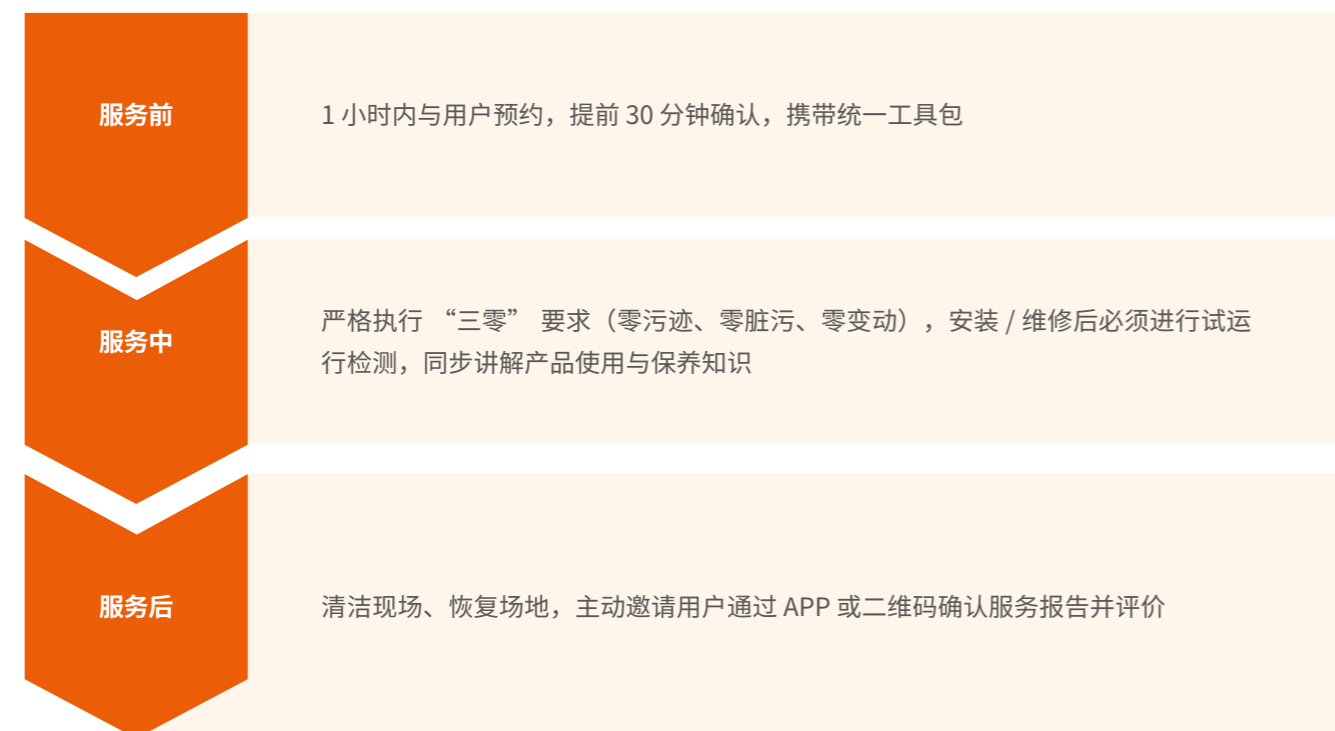 服务前
1 小时内与用户预约，提前 30 分钟确认，携带统一工具包
服务中
严格执行 “三零” 要求（零污迹、零脏污、零变动），安装 / 维修后必须进行试运
行检测，同步讲解产品使用与保养知识
服务后
清洁现场、恢复场地，主动邀请用户通过 APP 或二维码确认服务报告并评价